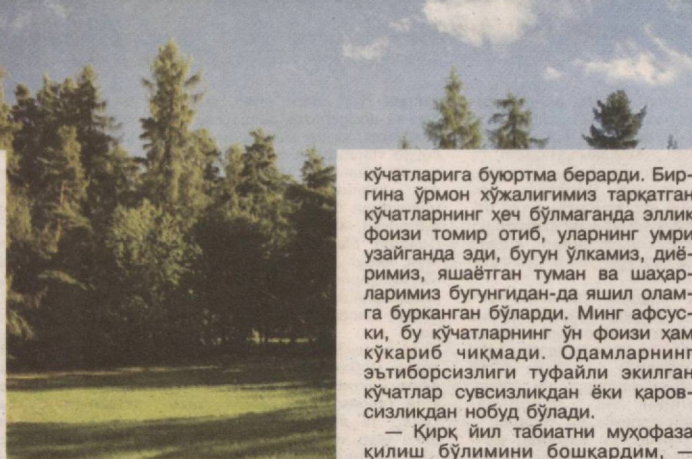 кўчатларига буюртма берарди. Бир-
гина ўрмон хўжалигимиз тарқатган
кўчатларнинг ҳеч бўлмаганда эллик
фоизи томир отиб, уларнинг умри
узайганда эди, бугун ўлкамиз, диё-
римиз, яшаётган туман ва шаҳар-
ларимиз бугунгидан-да яшил олам-
га бурканган бўларди. Минг афсус-
ки, бу кўчатларнинг ўн фоизи ҳам
кўкариб чиқмади. Одамларнинг
эътиборсизлиги туфайли экилган
кўчатлар сувсизликдан ёки қаров-
сизликдан нобуд бўлади.
— Қирқ йил табиатни муҳофаза
қилиш бўлимини бошқардим, —